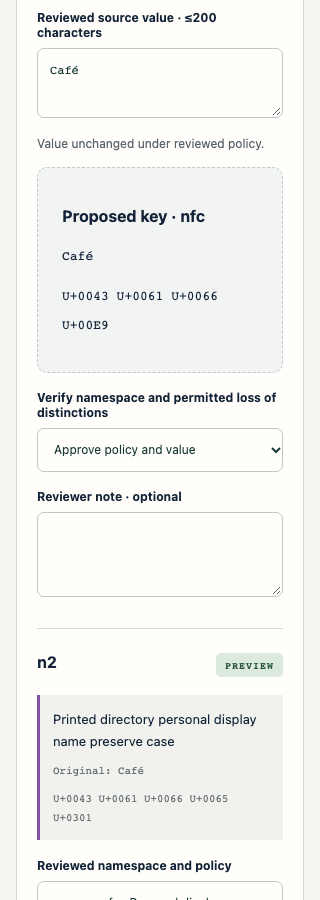 Reviewed source value · ≤200
characters
Café
Value unchanged under reviewed policy.
Proposed key · nfc
Café
U+0043 U+0061 U+0066
U+00E9
Verify namespace and permitted loss of
distinctions
Approve policy and value
Reviewer note · optional
n2
PREVIEW
Printed directory personal display
name preserve case
Original: Café
U+0043 U+0061 U+0066 U+0065
U+0301
Reviewed namespace and policy